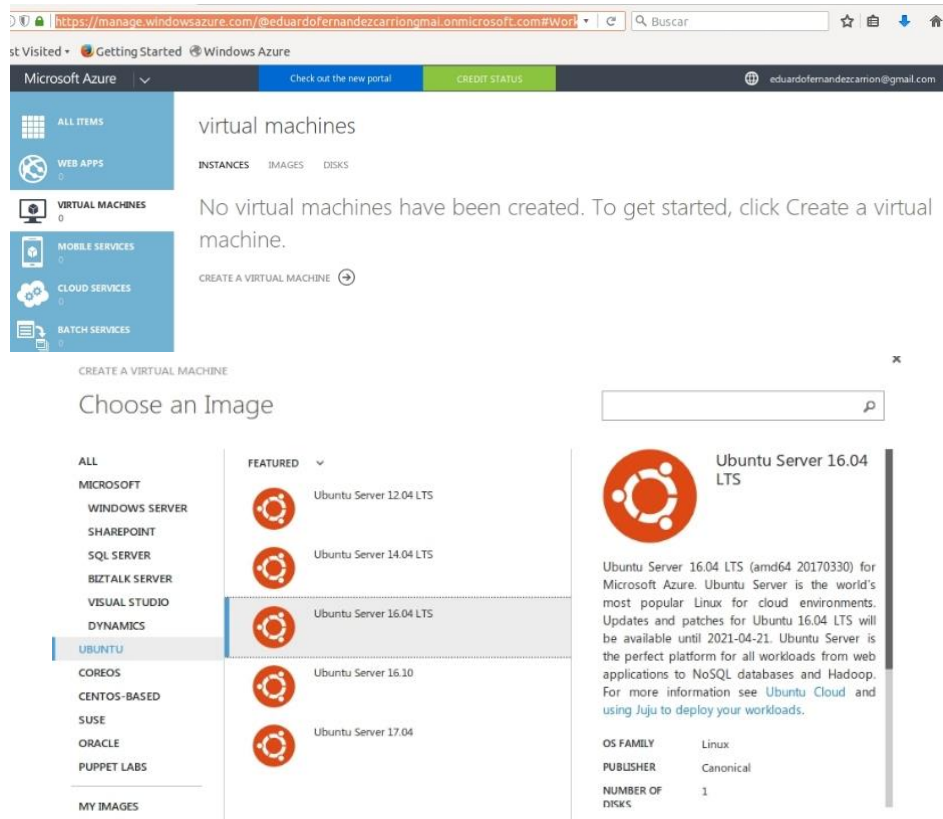 https://manage.windowsazure.com/@eduardofernandezcarriongmai.onmicrosoft.com#Work
Buscar
st Visited
Getting Started
Windows Azure
Microsoft Azure
Check out the new portal
CREDIT STATUS
eduardofernandezcarrion@gmail.com
ALL ITEMS
WEB APPS
0
VIRTUAL MACHINES
0
MOBILE SERVICES
0
CLOUD SERVICES
0
BATCH SERVICES
0
virtual machines
INSTANCES IMAGES DISKS
No virtual machines have been created. To get started, click Create a virtual
machine.
CREATE A VIRTUAL MACHINE
CREATE A VIRTUAL MACHINE
Choose an Image
ALL
MICROSOFT
WINDOWS SERVER
SHAREPOINT
SQL SERVER
BIZTALK SERVER
VISUAL STUDIO
DYNAMICS
UBUNTU
COREOS
CENTOS-BASED
SUSE
ORACLE
PUPPET LABS
MY IMAGES
FEATURED
Ubuntu Server 12.04 LTS
Ubuntu Server 14.04 LTS
Ubuntu Server 16.04 LTS
Ubuntu Server 16.10
Ubuntu Server 17.04
Ubuntu Server 16.04
LTS
Ubuntu Server 16.04 LTS (amd64 20170330) for
Microsoft Azure. Ubuntu Server is the world's
most popular Linux for cloud environments.
Updates and patches for Ubuntu 16.04 LTS will
be available until 2021-04-21. Ubuntu Server is
the perfect platform for all workloads from web
applications to NoSQL databases and Hadoop.
For more information see Ubuntu Cloud and
using Juju to deploy your workloads.
OS FAMILY Linux
PUBLISHER Canonical
NUMBER OF 1
DISKS